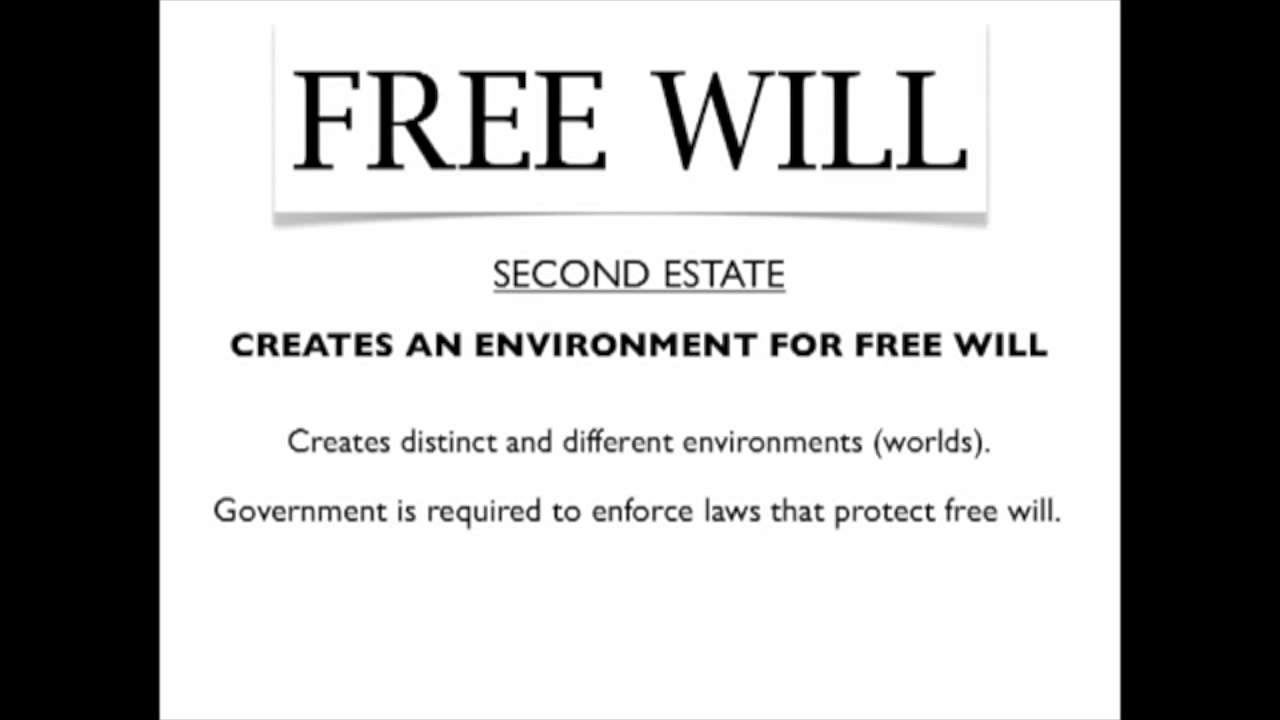 FREE WILL
SECOND ESTATE
CREATES AN ENVIRONMENT FOR FREE WILL
Creates distinct and different environments (worlds).
Government is required to enforce laws that protect free will.